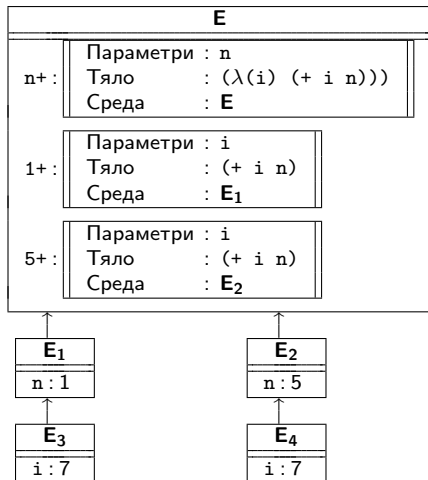 E
Параметри : n
n+ : Тяло : (λ(i) (+ i n)))
Среда : E
Параметри : i
1+ : Тяло : (+ i n)
Среда : E₁
Параметри : i
5+ : Тяло : (+ i n)
Среда : E₂
E₁ E₂
n : 1 n : 5
E₃ E₄
i : 7 i : 7